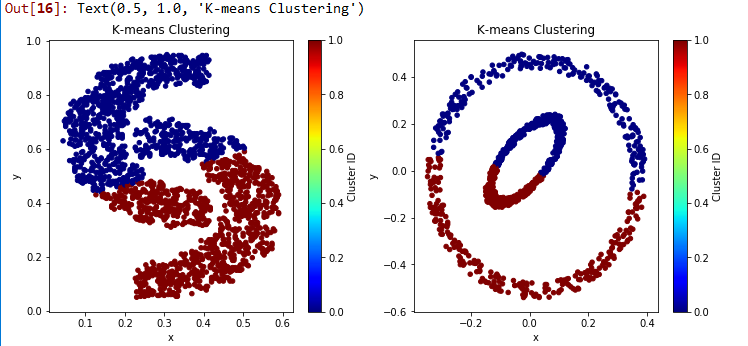 Out[16]: Text(0.5, 1.0, 'K-means Clustering')
K-means Clustering
1.0
0.8
0.6
0.4
0.2
0.0
y
0.1 0.2 0.3 0.4 0.5 0.6
x
1.0
0.8
0.6
0.4
0.2
0.0
Cluster ID
K-means Clustering
0.4
0.2
0.0
−0.2
−0.4
−0.6
y
−0.2 0.0 0.2 0.4
x
1.0
0.8
0.6
0.4
0.2
0.0
Cluster ID